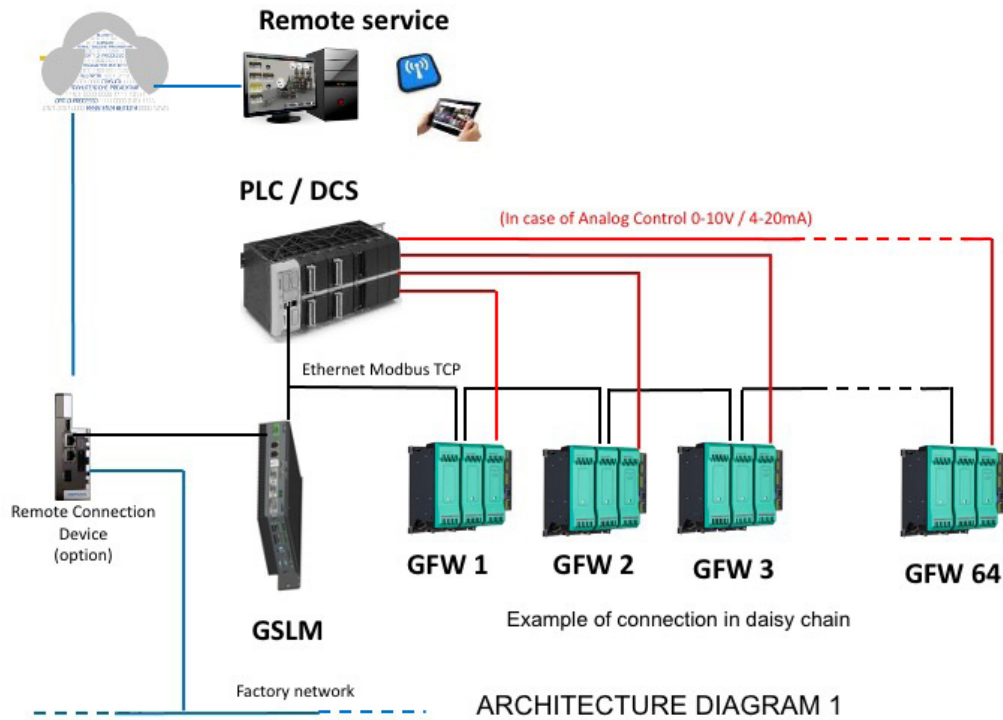 Remote service
PLC / DCS
(In case of Analog Control 0-10V / 4-20mA)
Ethernet Modbus TCP
Remote Connection
Device
(option)
GFW 1
GFW 2
GFW 3
GFW 64
Example of connection in daisy chain
GSLM
Factory network
ARCHITECTURE DIAGRAM 1